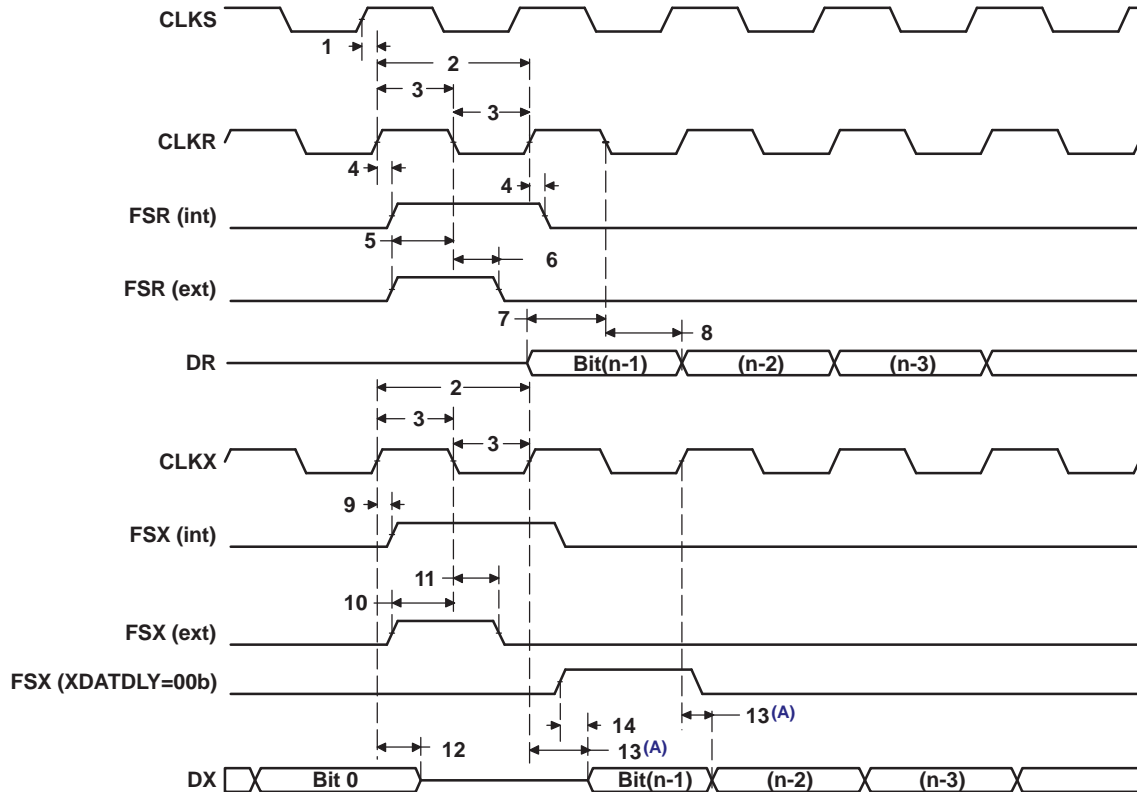 CLKS
1
2
3
3
CLKR
4
4
FSR (int)
5
6
FSR (ext)
7
8
DR
Bit(n-1)
(n-2)
(n-3)
2
3
3
CLKX
9
FSX (int)
11
10
FSX (ext)
FSX (XDATDLY=00b)
14
13(A)
12
13(A)
DX
Bit 0
Bit(n-1)
(n-2)
(n-3)